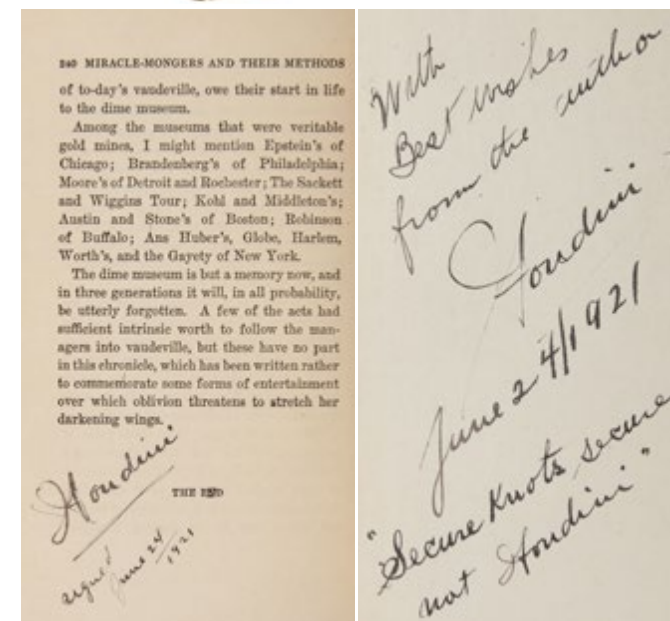 240 MIRACLE-MONGERS AND THEIR METHODS
of to-day's vaudeville, owe their start in life
to the dime museum.
Among the museums that were veritable
gold mines, I might mention Epstein's of
Chicago; Brandenberg's of Philadelphia;
Moore's of Detroit and Rochester; The Sackett
and Wiggins Tour; Kohl and Middleton's;
Austin and Stone's of Boston; Robinson
of Buffalo; Ans Huber's, Globe, Harlem,
Worth's, and the Gayety of New York.
The dime museum is but a memory now, and
in three generations it will, in all probability,
be utterly forgotten. A few of the acts had
sufficient intrinsic worth to follow the man-
agers into vaudeville, but these have no part
in this chronicle, which has been written rather
to commemorate some forms of entertainment
over which oblivion threatens to stretch her
darkening wings.
Houdini
THE END
signed
June 24
1921
With
Best wishes
from the author
Houdini
June 24/1921
"Secure Knots secure
not Houdini"